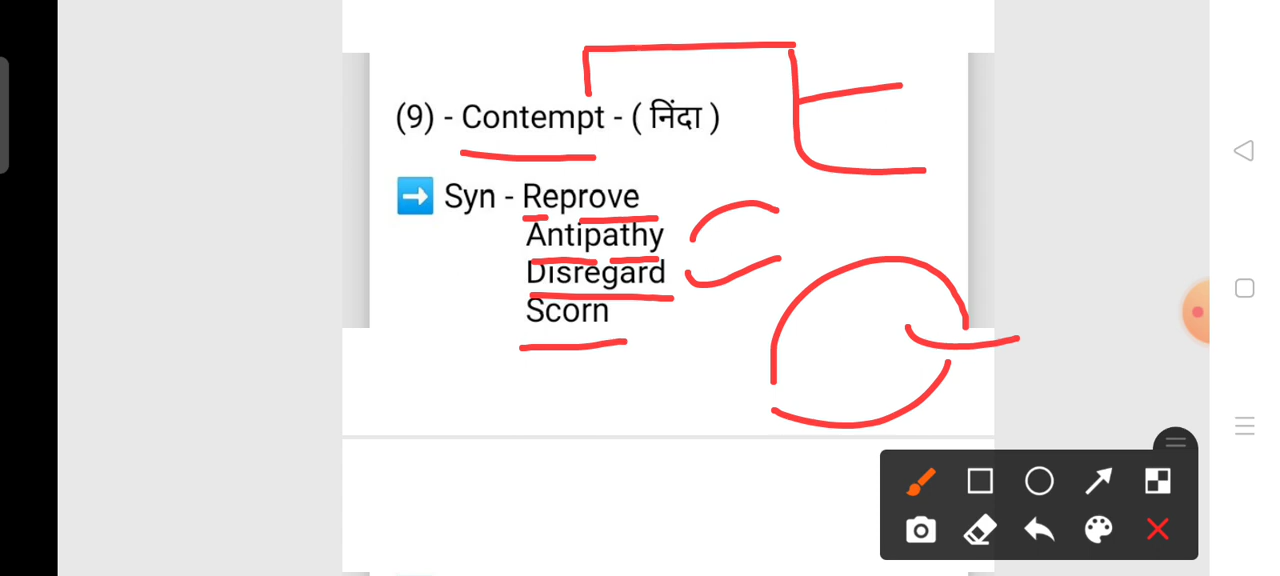 (9) - Contempt - ( निंदा )
➡️ Syn - Reprove
Antipathy
Disregard
Scorn